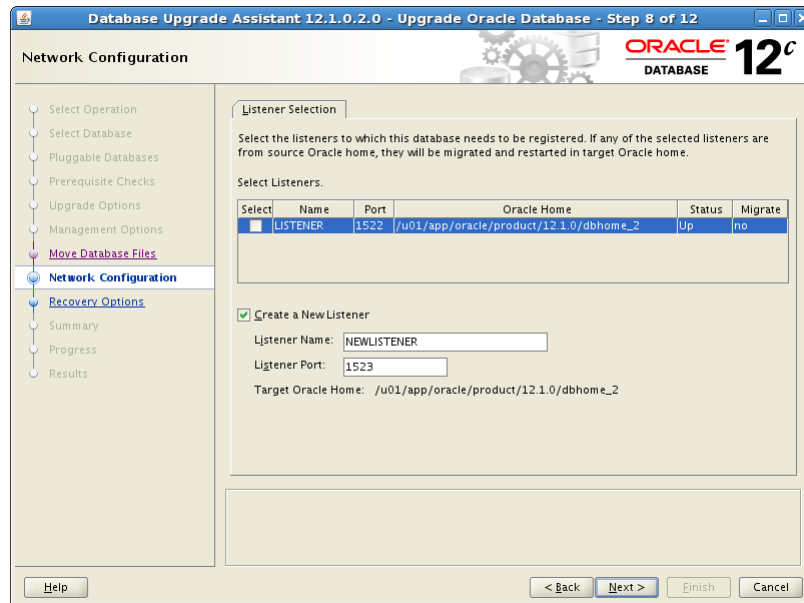 Database Upgrade Assistant 12.1.0.2.0 - Upgrade Oracle Database - Step 8 of 12
Network Configuration
ORACLE
DATABASE
12c
Select Operation
Select Database
Pluggable Databases
Prerequisite Checks
Upgrade Options
Management Options
Move Database Files
Network Configuration
Recovery Options
Summary
Progress
Results
Listener Selection
Select the listeners to which this database needs to be registered. If any of the selected listeners are
from source Oracle home, they will be migrated and restarted in target Oracle home.
Select Listeners.
Select Name Port Oracle Home Status Migrate
LISTENER 1522 /u01/app/oracle/product/12.1.0/dbhome_2 Up no
Create a New Listener
Listener Name: NEWLISTENER
Listener Port: 1523
Target Oracle Home: /u01/app/oracle/product/12.1.0/dbhome_2
Help < Back Next > Finish Cancel